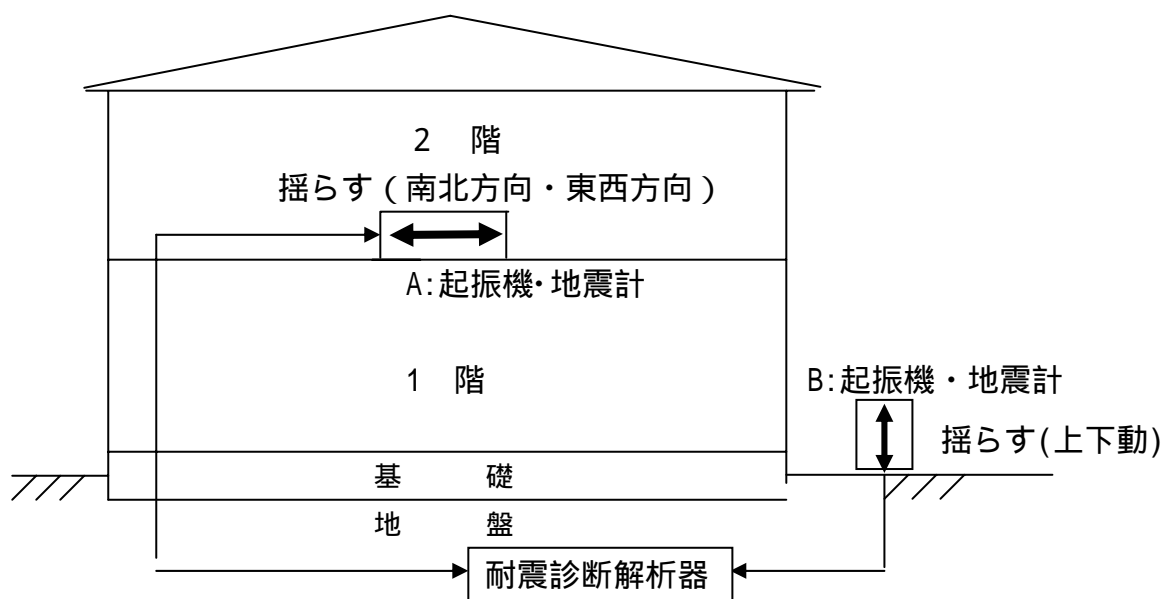 2 階
揺らす(南北方向・東西方向)
A:起振機・地震計
1 階
B:起振機・地震計
揺らす(上下動)
基 礎
地 盤
耐震診断解析器